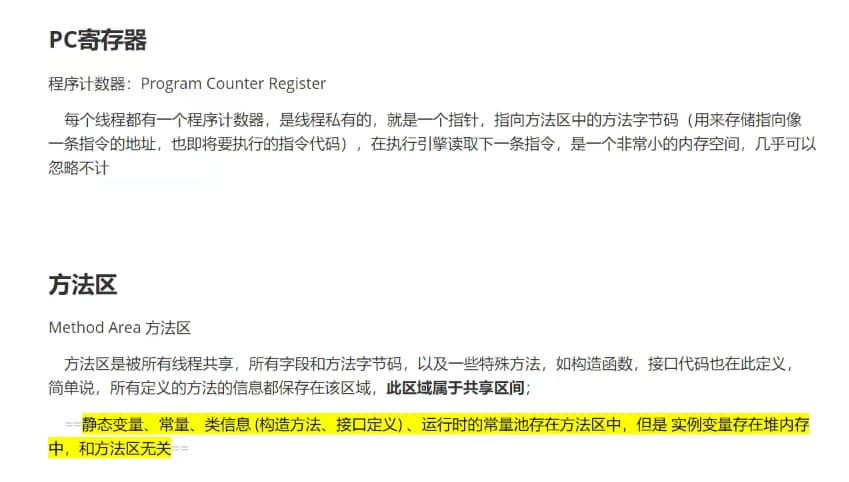 PC寄存器
程序计数器：Program Counter Register
每个线程都有一个程序计数器，是线程私有的，就是一个指针，指向方法区中的方法字节码（用来存储指向像
一条指令的地址，也即将要执行的指令代码），在执行引擎读取下一条指令，是一个非常小的内存空间，几乎可以
忽略不计
方法区
Method Area 方法区
方法区是被所有线程共享，所有字段和方法字节码，以及一些特殊方法，如构造函数，接口代码也在此定义，
简单说，所有定义的方法的信息都保存在该区域，此区域属于共享区间；
==静态变量、常量、类信息 (构造方法、接口定义) 、运行时的常量池存在方法区中，但是 实例变量存在堆内存
中，和方法区无关==